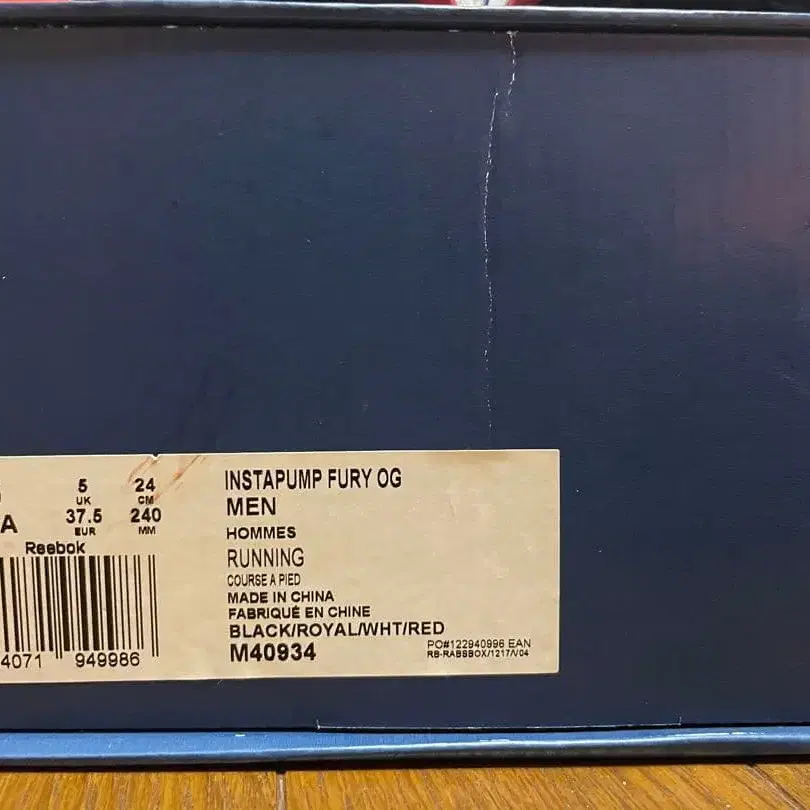 5 24
UK CM
A 37.5 240
EUR MM
Reebok
4071 949986
INSTAPUMP FURY OG
MEN
HOMMES
RUNNING
COURSE A PIED
MADE IN CHINA
FABRIQUÉ EN CHINE
BLACK/ROYAL/WHT/RED
M40934
PO#122940996 EAN
RB-RABSBOX/1217/V04